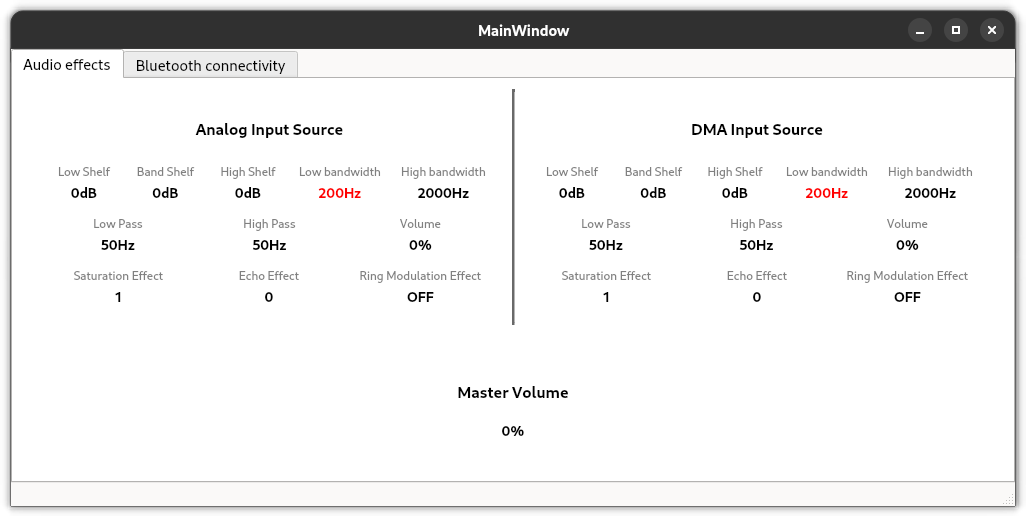 MainWindow
Audio effects Bluetooth connectivity
Analog Input Source
Low Shelf Band Shelf High Shelf Low bandwidth High bandwidth
0dB 0dB 0dB 200Hz 2000Hz
Low Pass High Pass Volume
50Hz 50Hz 0%
Saturation Effect Echo Effect Ring Modulation Effect
1 0 OFF
DMA Input Source
Low Shelf Band Shelf High Shelf Low bandwidth High bandwidth
0dB 0dB 0dB 200Hz 2000Hz
Low Pass High Pass Volume
50Hz 50Hz 0%
Saturation Effect Echo Effect Ring Modulation Effect
1 0 OFF
Master Volume
0%